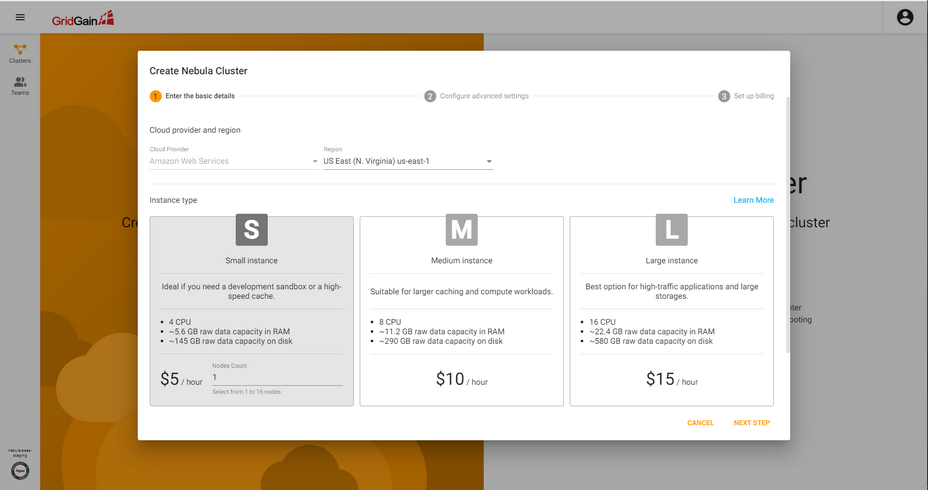 GridGain
Clusters
Teams
Create Nebula Cluster
1 Enter the basic details
2 Configure advanced settings
3 Set up billing
Cloud provider and region
Cloud Provider
Amazon Web Services
Region
US East (N. Virginia) us-east-1
Instance type
Learn More
S
Small instance
Ideal if you need a development sandbox or a high-
speed cache.
• 4 CPU
• ~5.6 GB raw data capacity in RAM
• ~145 GB raw data capacity on disk
$5 / hour
Nodes Count
1
Select from 1 to 16 nodes
M
Medium instance
Suitable for larger caching and compute workloads.
• 8 CPU
• ~11.2 GB raw data capacity in RAM
• ~290 GB raw data capacity on disk
$10 / hour
L
Large instance
Best option for high-traffic applications and large
storages.
• 16 CPU
• ~22.4 GB raw data capacity in RAM
• ~580 GB raw data capacity on disk
$15 / hour
CANCEL
NEXT STEP
er
Cr
cluster
ooting